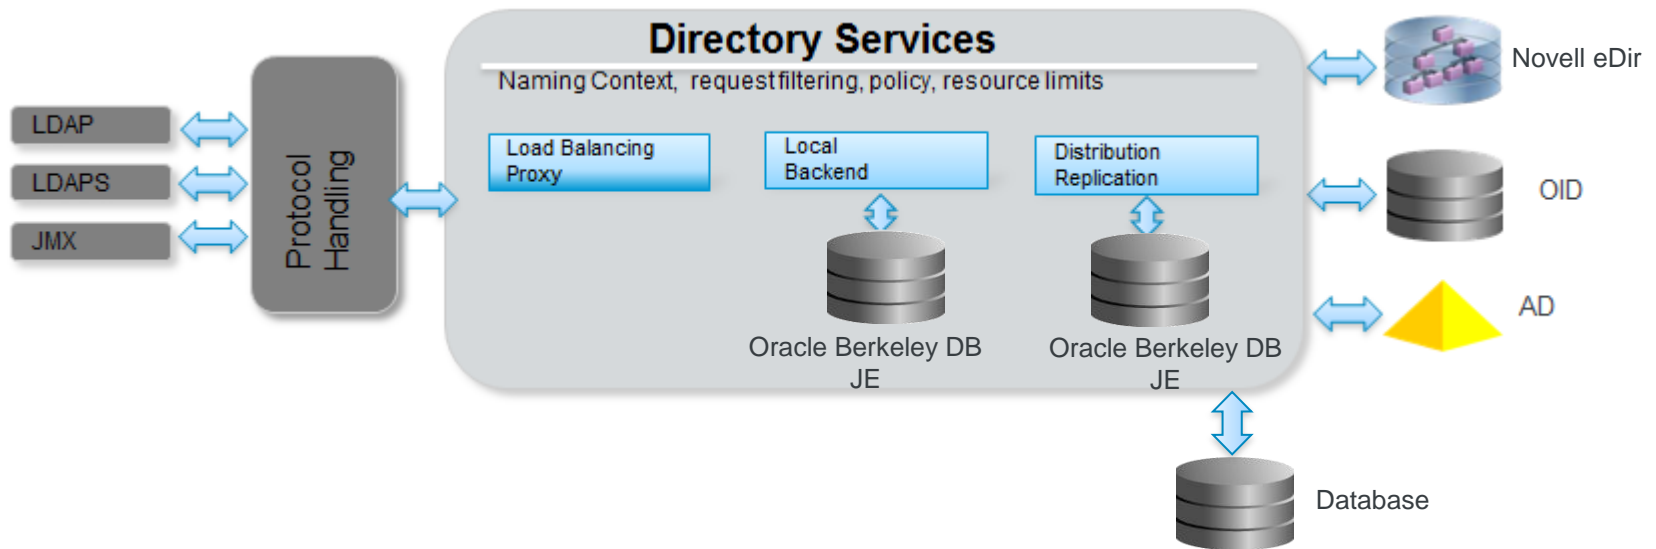 Directory Services
Naming Context, request filtering, policy, resource limits
LDAP
LDAPS
JMX
Protocol
Handling
Load Balancing
Proxy
Local
Backend
Distribution
Replication
Oracle Berkeley DB
JE
Oracle Berkeley DB
JE
Novell eDir
OID
AD
Database